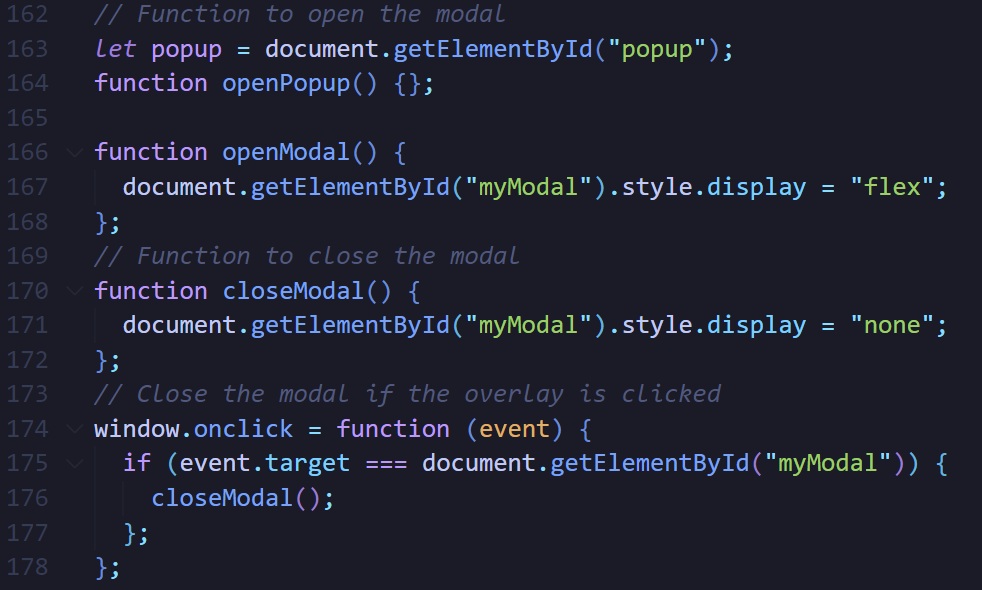 162 // Function to open the modal
163 let popup = document.getElementById("popup");
164 function openPopup() {};
165
166 function openModal() {
167 document.getElementById("myModal").style.display = "flex";
168 };
169 // Function to close the modal
170 function closeModal() {
171 document.getElementById("myModal").style.display = "none";
172 };
173 // Close the modal if the overlay is clicked
174 window.onclick = function (event) {
175 if (event.target === document.getElementById("myModal")) {
176 closeModal();
177 };
178 };